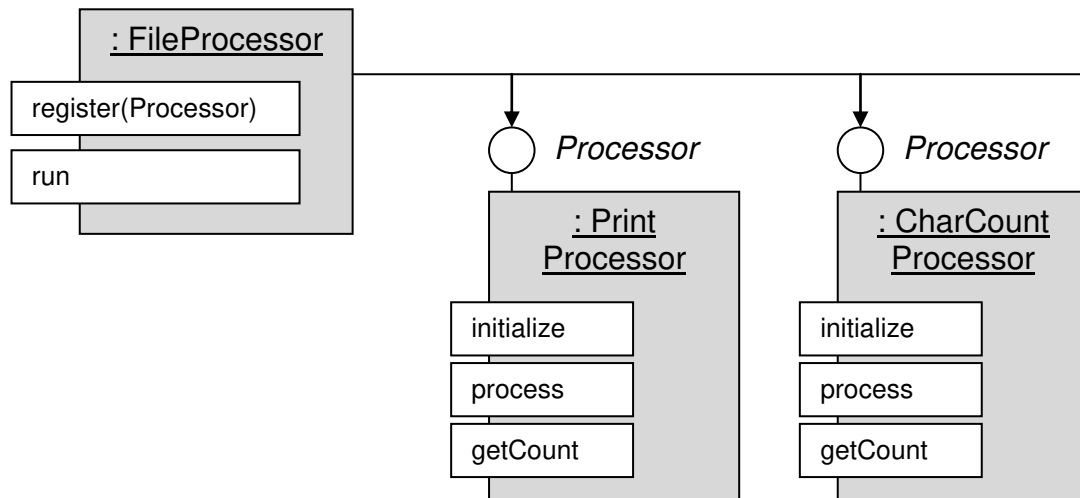 : FileProcessor
register(Processor)
run
Processor
Processor
: Print
Processor
initialize
process
getCount
: CharCount
Processor
initialize
process
getCount